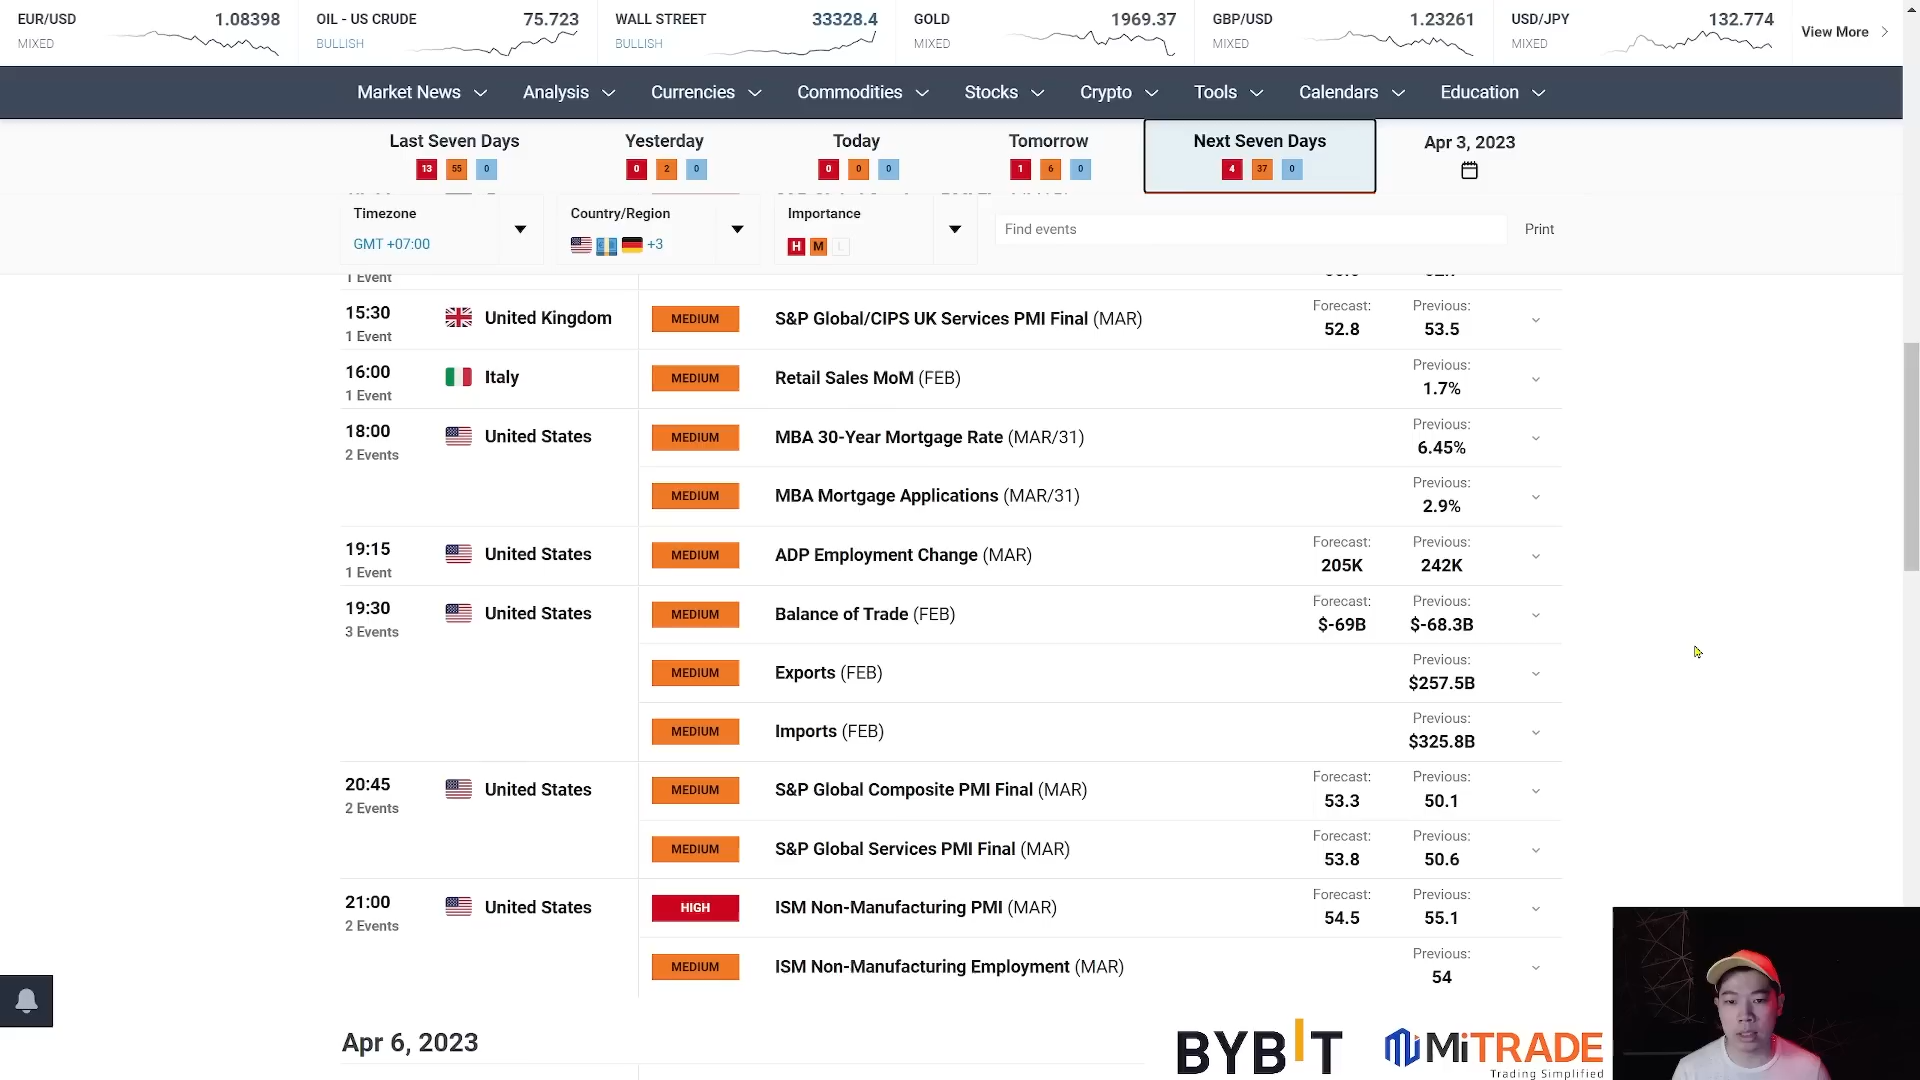 EUR/USD 1.08398
MIXED
OIL - US CRUDE 75.723
BULLISH
WALL STREET 33328.4
BULLISH
GOLD 1969.37
MIXED
GBP/USD 1.23261
MIXED
USD/JPY 132.774
MIXED
View More
Market News Analysis Currencies Commodities Stocks Crypto Tools Calendars Education
Last Seven Days Yesterday Today Tomorrow Next Seven Days Apr 3, 2023
13 55 0 0 2 0 0 0 0 1 6 0 4 37 0
Timezone
GMT +07:00
Country/Region
+3
Importance
H M L
Find events
Print
1 Event
15:30 United Kingdom MEDIUM S&P Global/CIPS UK Services PMI Final (MAR) Forecast: Previous:
1 Event 52.8 53.5
16:00 Italy MEDIUM Retail Sales MoM (FEB) Previous:
1 Event 1.7%
18:00 United States MEDIUM MBA 30-Year Mortgage Rate (MAR/31) Previous:
2 Events 6.45%
MEDIUM MBA Mortgage Applications (MAR/31) Previous:
2.9%
19:15 United States MEDIUM ADP Employment Change (MAR) Forecast: Previous:
1 Event 205K 242K
19:30 United States MEDIUM Balance of Trade (FEB) Forecast: Previous:
3 Events $-69B $-68.3B
MEDIUM Exports (FEB) Previous:
$257.5B
MEDIUM Imports (FEB) Previous:
$325.8B
20:45 United States MEDIUM S&P Global Composite PMI Final (MAR) Forecast: Previous:
2 Events 53.3 50.1
MEDIUM S&P Global Services PMI Final (MAR) Forecast: Previous:
53.8 50.6
21:00 United States HIGH ISM Non-Manufacturing PMI (MAR) Forecast: Previous:
2 Events 54.5 55.1
MEDIUM ISM Non-Manufacturing Employment (MAR) Previous:
54
Apr 6, 2023
BYBIT
MiTRADE
Trading Simplified